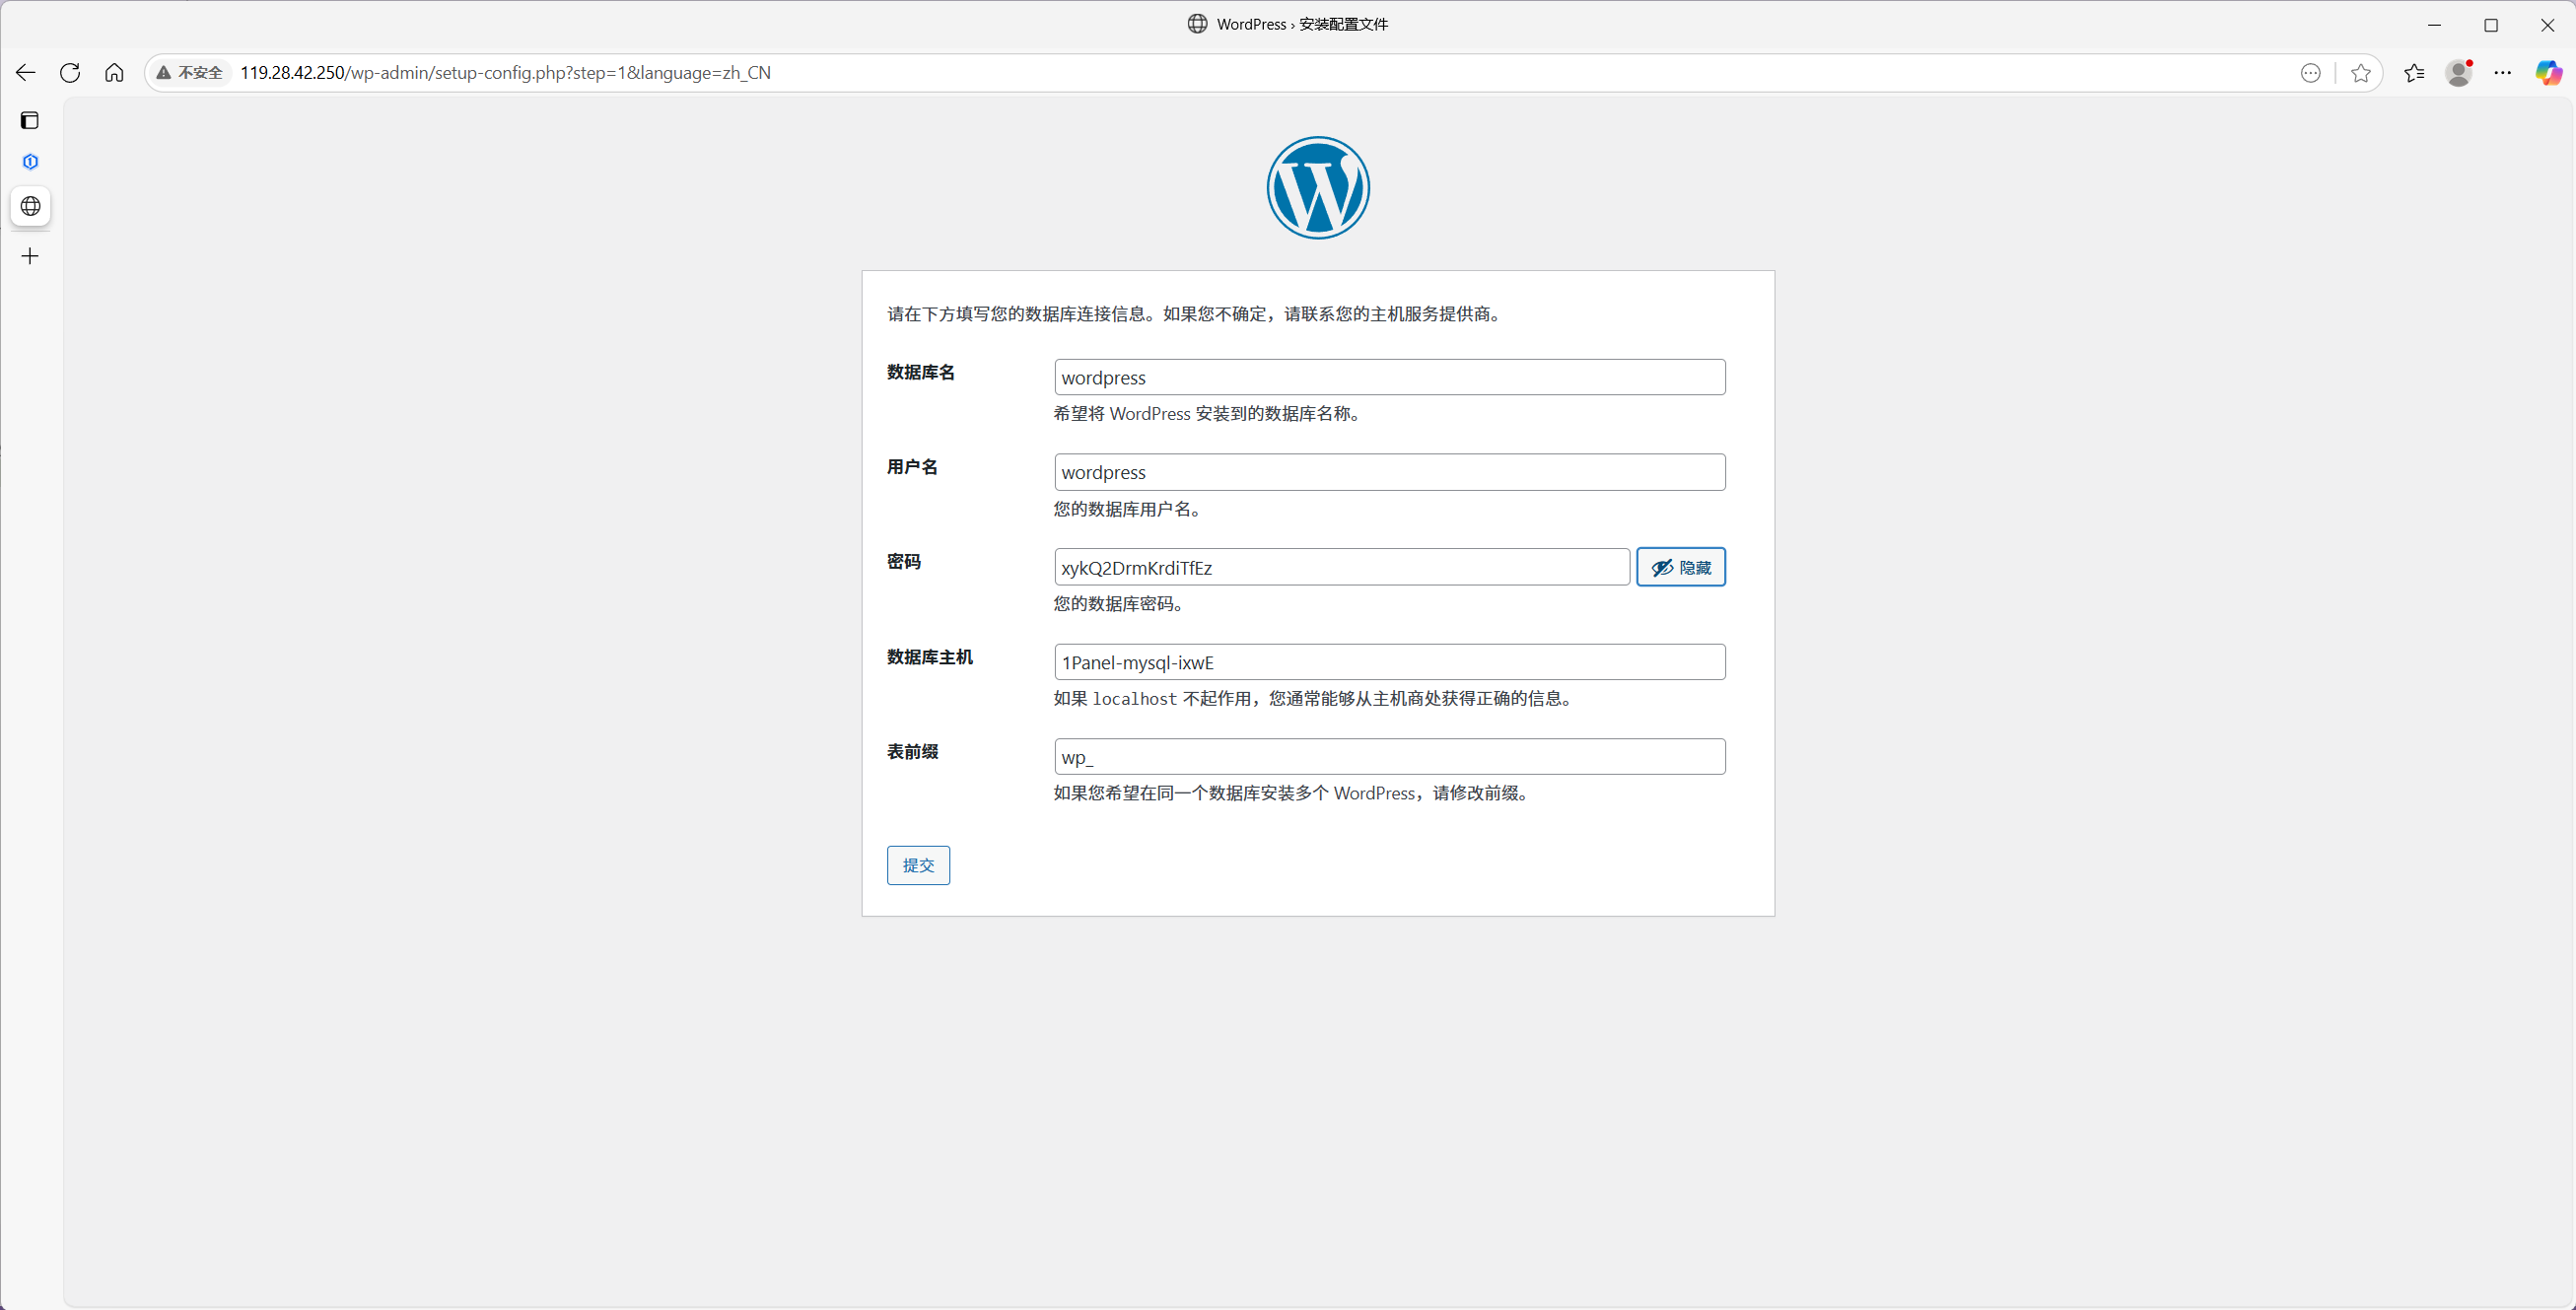 WordPress › 安装配置文件
不安全 119.28.42.250/wp-admin/setup-config.php?step=1&language=zh_CN
请在下方填写您的数据库连接信息。如果您不确定，请联系您的主机服务提供商。
数据库名
wordpress
希望将 WordPress 安装到的数据库名称。
用户名
wordpress
您的数据库用户名。
密码
xykQ2DrmKrdiTfEz
隐藏
您的数据库密码。
数据库主机
1Panel-mysql-ixwE
如果 localhost 不起作用，您通常能够从主机商处获得正确的信息。
表前缀
wp_
如果您希望在同一个数据库安装多个 WordPress，请修改前缀。
提交